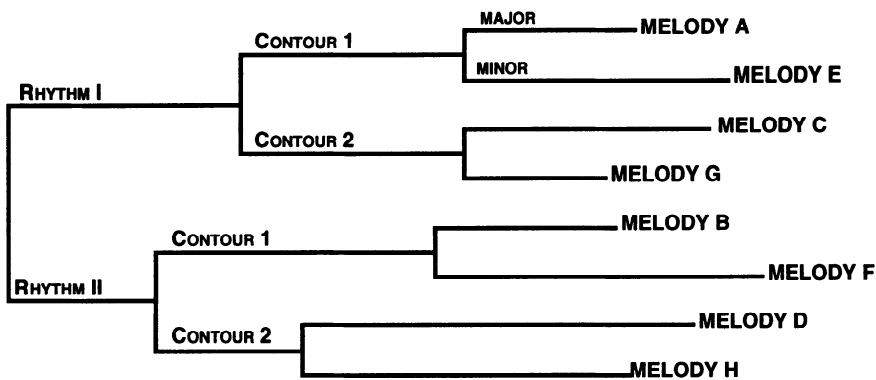 MAJOR
MELODY A
CONTOUR 1
MINOR
MELODY E
RHYTHM I
MELODY C
CONTOUR 2
MELODY G
MELODY B
CONTOUR 1
MELODY F
RHYTHM II
MELODY D
CONTOUR 2
MELODY H